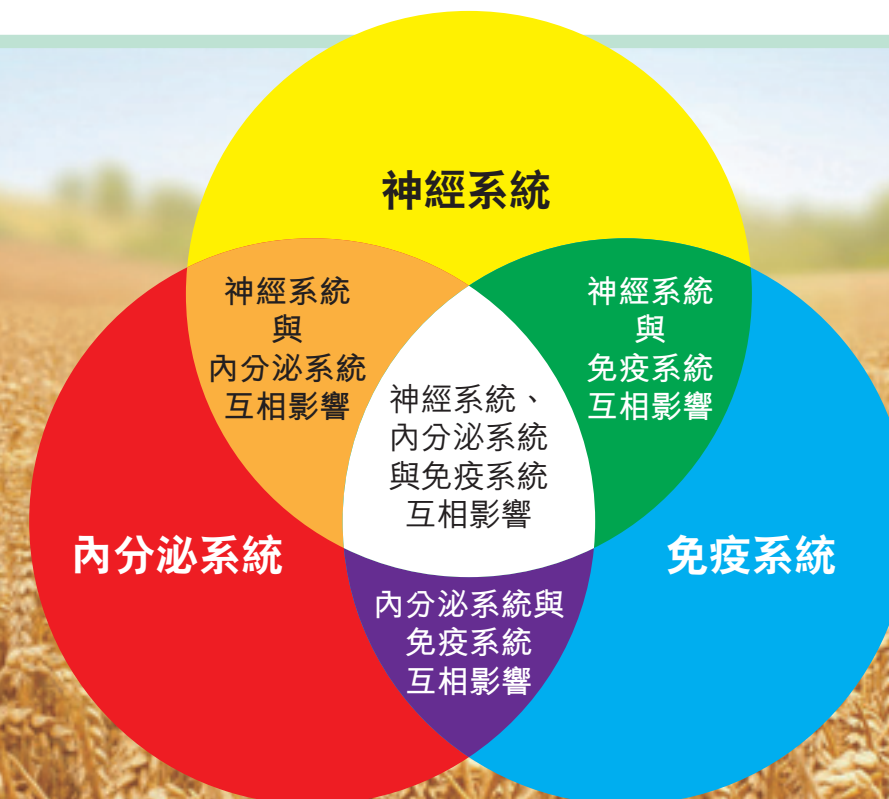 神經系統
神經系統
與
內分泌系統
互相影響
神經系統
與
免疫系統
互相影響
神經系統、
內分泌系統
與免疫系統
互相影響
內分泌系統
免疫系統
內分泌系統與
免疫系統
互相影響